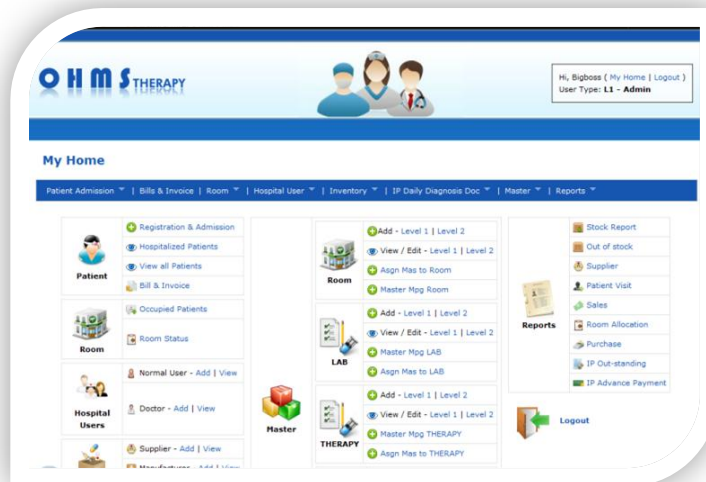 OHMS THERAPY
Hi, Bigboss ( My Home | Logout )
User Type: L1 - Admin
My Home
Patient Admission | Bills & Invoice | Room | Hospital User | Inventory | IP Daily Diagnosis Doc | Master | Reports
Patient
Registration & Admission
Hospitalized Patients
View all Patients
Bill & Invoice
Room
Occupied Patients
Room Status
Hospital Users
Normal User - Add | View
Doctor - Add | View
Supplier - Add | View
Manufacturer - Add | View
Master
Room
Add - Level 1 | Level 2
View / Edit - Level 1 | Level 2
Asgn Mas to Room
Master Mpg Room
LAB
Add - Level 1 | Level 2
View / Edit - Level 1 | Level 2
Master Mpg LAB
Asgn Mas to LAB
THERAPY
Add - Level 1 | Level 2
View / Edit - Level 1 | Level 2
Master Mpg THERAPY
Asgn Mas to THERAPY
Reports
Stock Report
Out of stock
Supplier
Patient Visit
Sales
Room Allocation
Purchase
IP Out-standing
IP Advance Payment
Logout